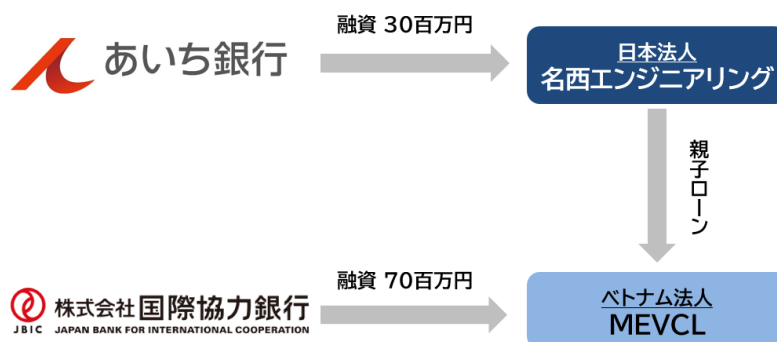 融資 30百万円
あいち銀行
日本法人
名西エンジニアリング
親子ローン
融資 70百万円
JBIC
株式会社国際協力銀行
JAPAN BANK FOR INTERNATIONAL COOPERATION
ベトナム法人
MEVCL